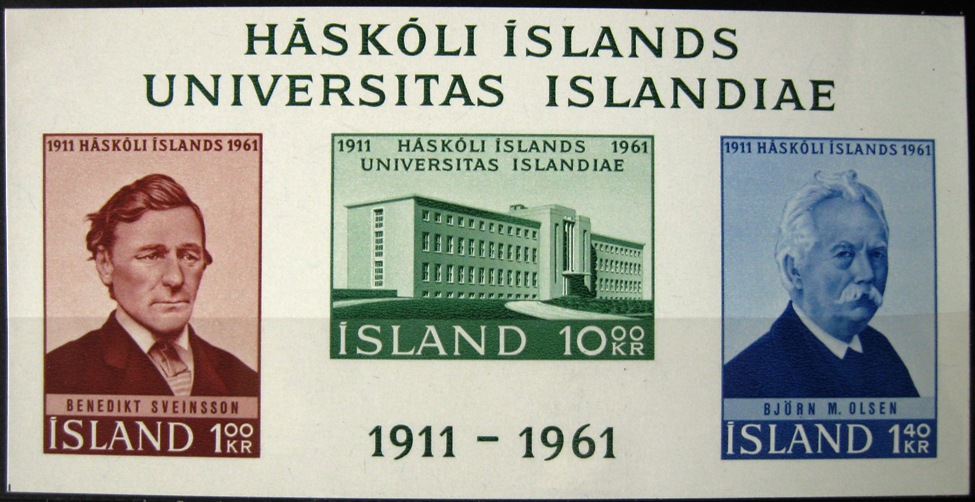 HÁSKÓLI ÍSLANDS
UNIVERSITAS ISLANDIAE
1911 HÁSKÓLI ÍSLANDS 1961
BENEDIKT SVEINSSON
ÍSLAND 1 00 KR
1911 HÁSKÓLI ÍSLANDS 1961
UNIVERSITAS ISLANDIAE
ÍSLAND 10 00 KR
1911 HÁSKÓLI ÍSLANDS 1961
BJÖRN M. OLSEN
ÍSLAND 1 40 KR
1911 - 1961